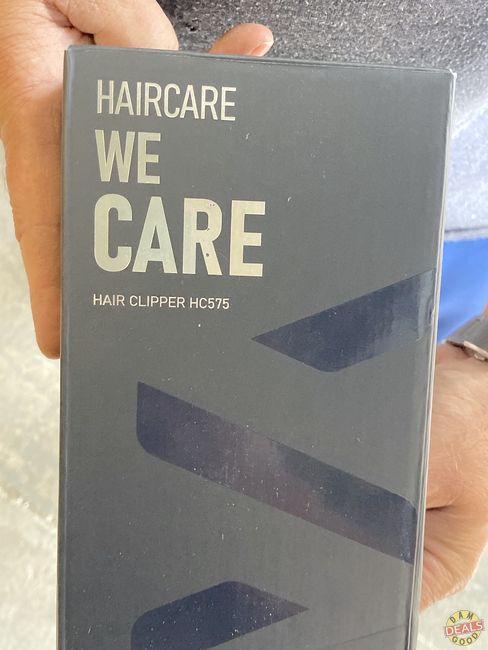 HAIRCARE
WE
CARE
HAIR CLIPPER HC575
DAM
DEALS
GOOD